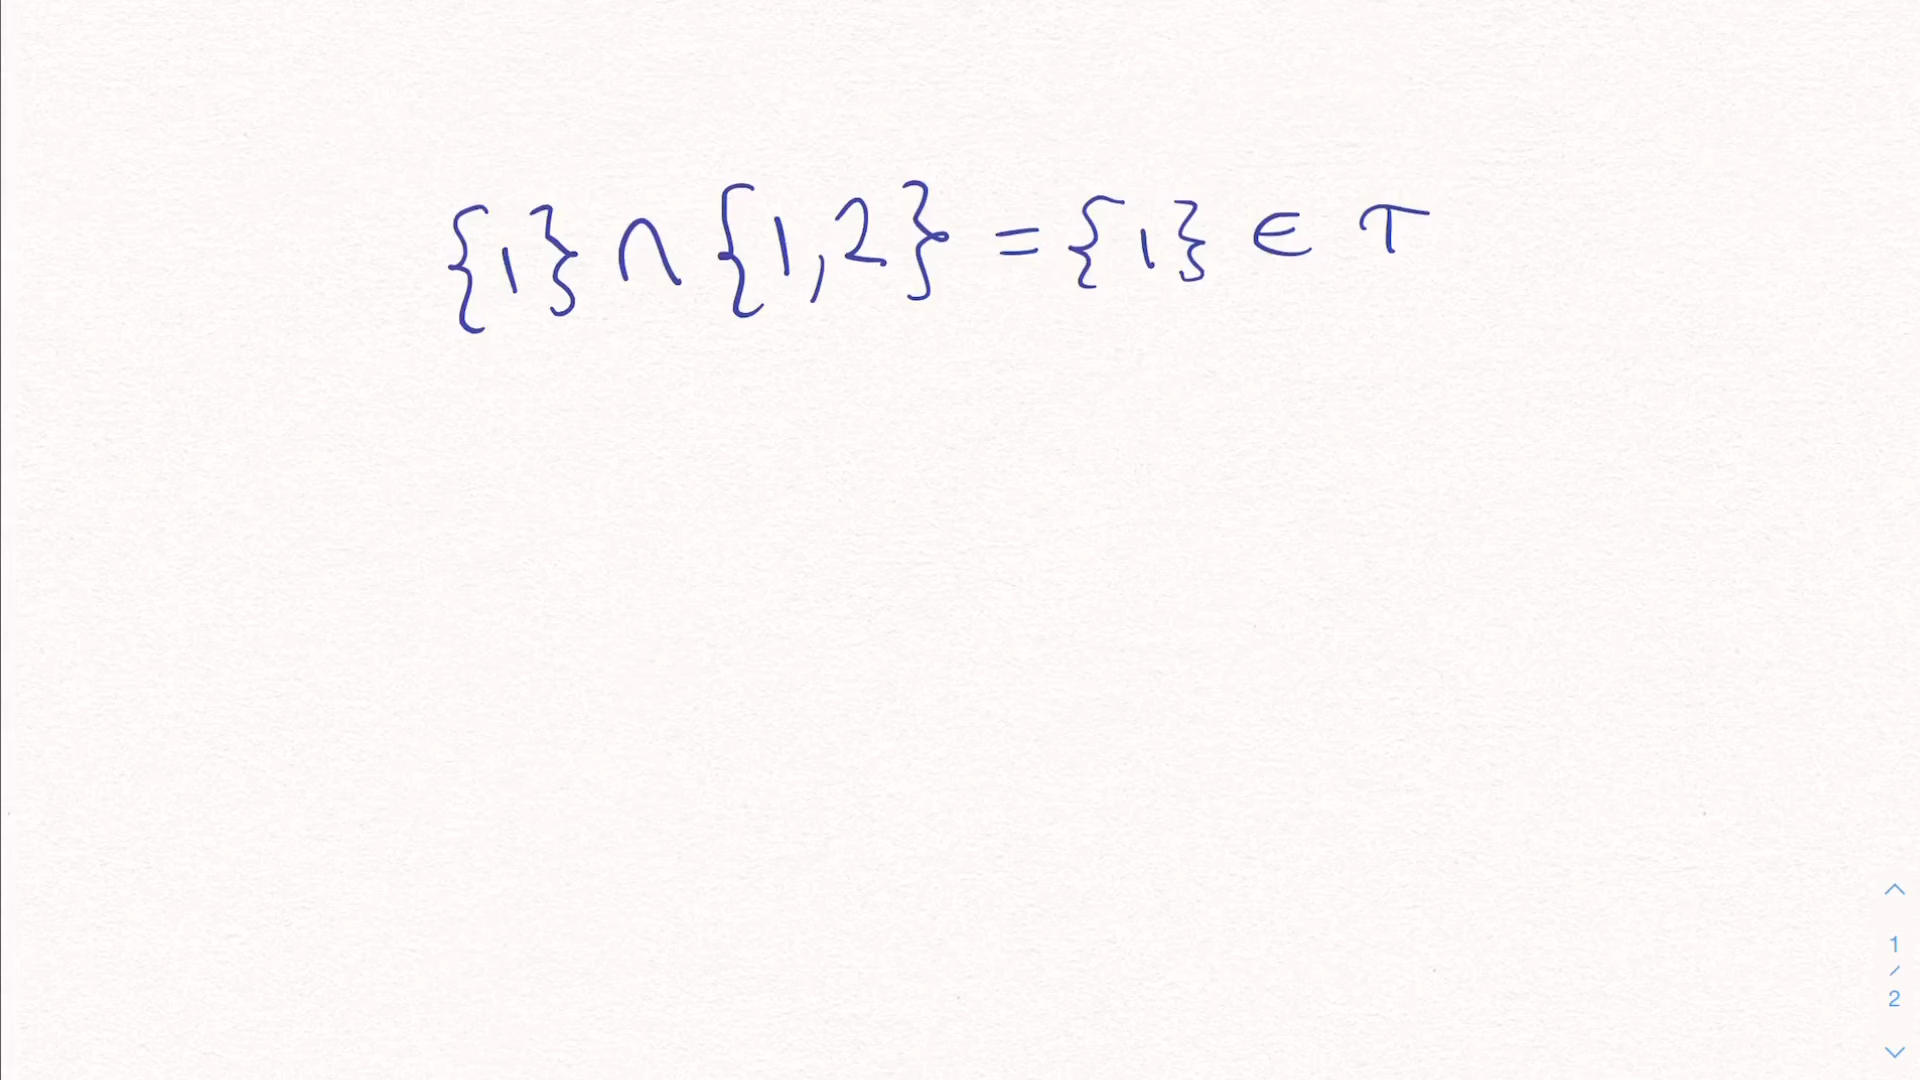 {1} ∩ {1,2} = {1} ∈ τ
1
/
2